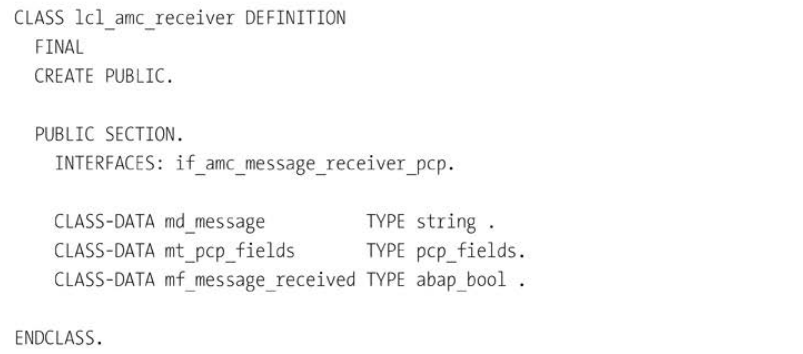 CLASS lcl_amc_receiver DEFINITION
  FINAL
  CREATE PUBLIC.

  PUBLIC SECTION.
    INTERFACES: if_amc_message_receiver_pcp.

    CLASS-DATA md_message          TYPE string .
    CLASS-DATA mt_pcp_fields       TYPE pcp_fields.
    CLASS-DATA mf_message_received TYPE abap_bool .

ENDCLASS.